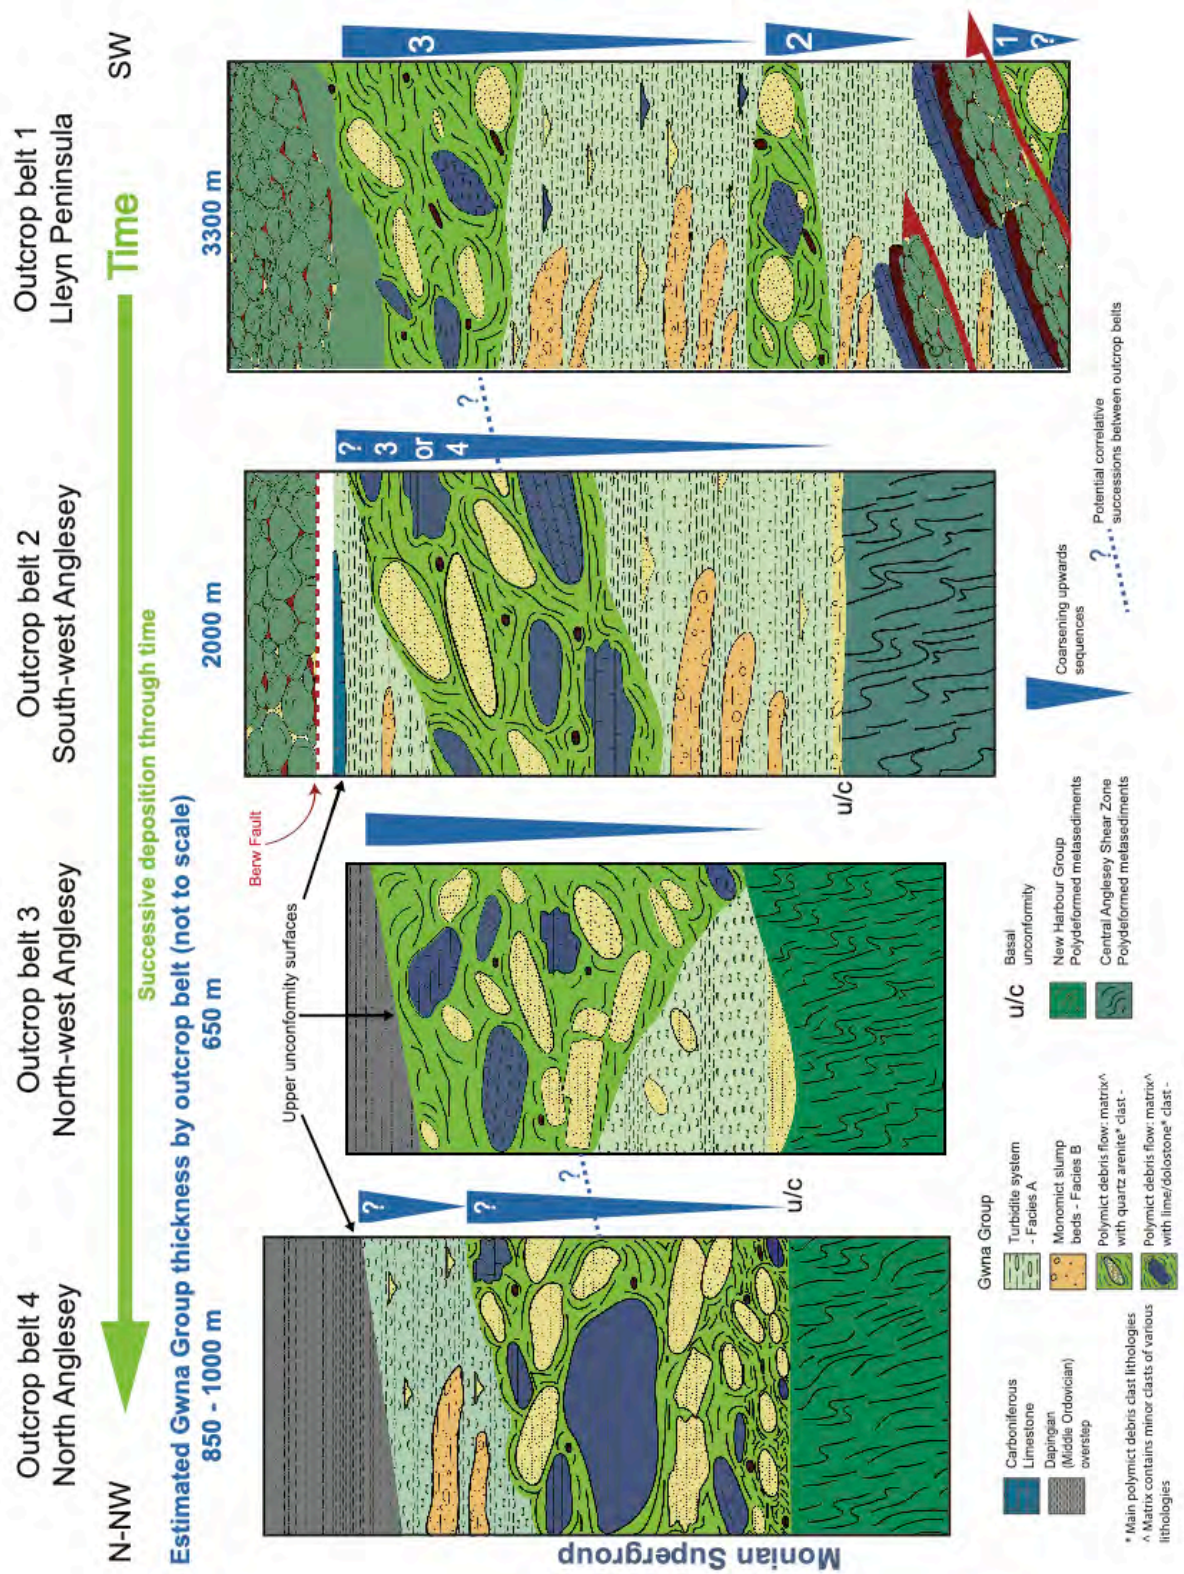 N-NW
SW
Outcrop belt 4
North Anglesey
Outcrop belt 3
North-west Anglesey
Outcrop belt 2
South-west Anglesey
Outcrop belt 1
Lleyn Peninsula
Time
Successive deposition through time
Estimated Gwna Group thickness by outcrop belt (not to scale)
850 - 1000 m
650 m
2000 m
3300 m
Upper unconformity surfaces
Berw Fault
?
?
?
?
3
or
4
?
3
2
1
?
u/c
u/c
Monian Supergroup
Carboniferous
Limestone
Dapingian
(Middle Ordovician)
overstep
* Main polymict debris clast lithologies
^ Matrix contains minor clasts of various
lithologies
Gwna Group
Turbidite system
- Facies A
Monomict slump
beds - Facies B
Polymict debris flow: matrix^
with quartz arenite* clast -
Polymict debris flow: matrix^
with lime/dolostone* clast -
u/c
Basal
unconformity
New Harbour Group
Polydeformed metasediments
Central Anglesey Shear Zone
Polydeformed metasediments
Coarsening upwards
sequences
?
Potential correlative
successions between outcrop belts